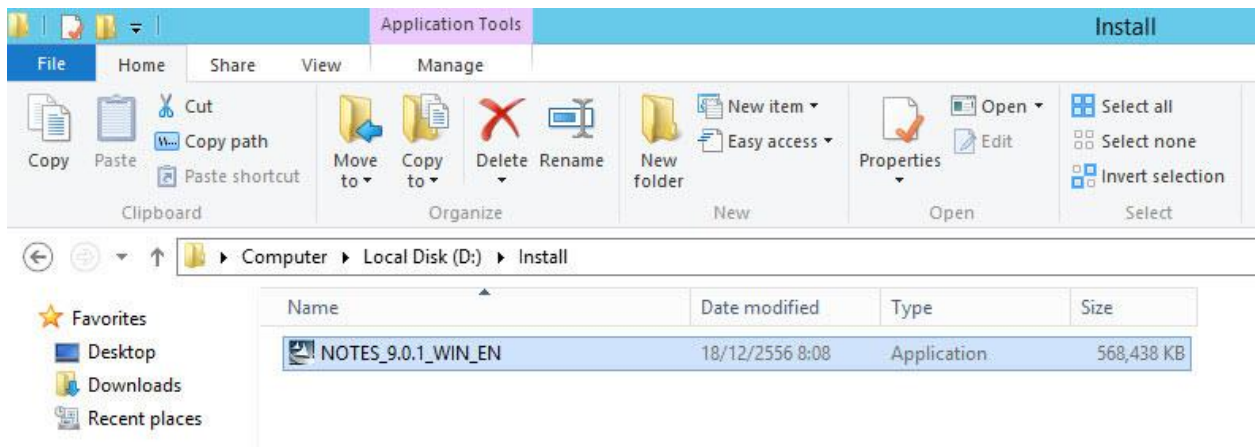 Application Tools
Install
File Home Share View Manage
Copy
Paste
Cut
W... Copy path
Paste shortcut
Clipboard
Move to
Copy to
Delete
Rename
Organize
New folder
New item
Easy access
New
Properties
Open
Edit
Open
Select all
Select none
Invert selection
Select
Computer Local Disk (D:) Install
Favorites
Desktop
Downloads
Recent places
Name Date modified Type Size
NOTES_9.0.1_WIN_EN 18/12/2556 8:08 Application 568,438 KB